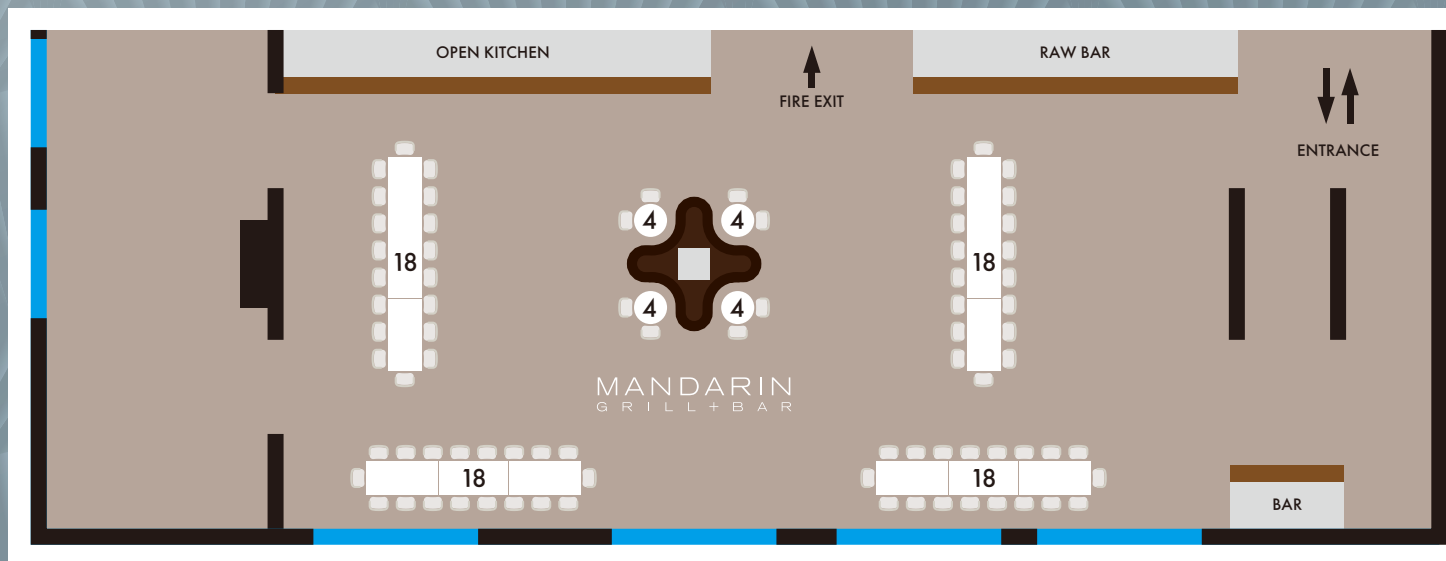 OPEN KITCHEN
RAW BAR
FIRE EXIT
ENTRANCE
4
4
18
18
4
4
MANDARIN
GRILL + BAR
18
18
BAR